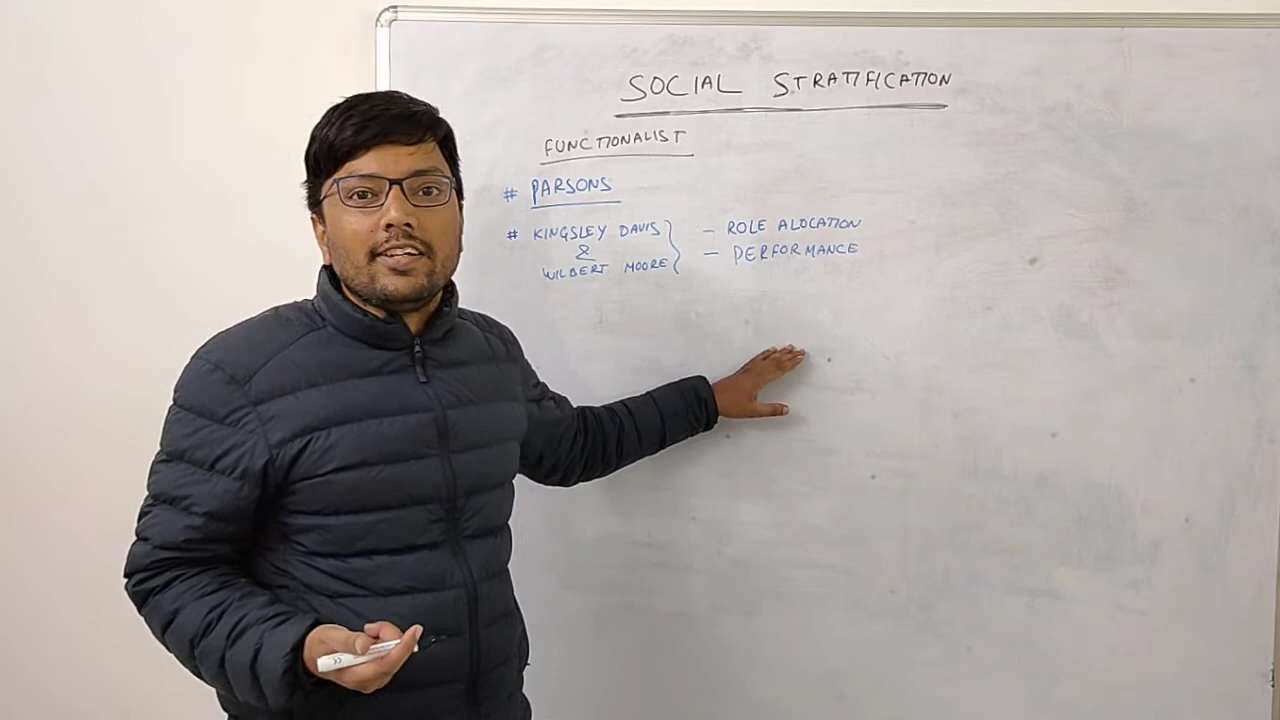 SOCIAL STRATIFICATION
FUNCTIONALIST
# PARSONS
# KINGSLEY DAVIS
&
WILBERT MOORE
- ROLE ALOCATION
- PERFORMANCE